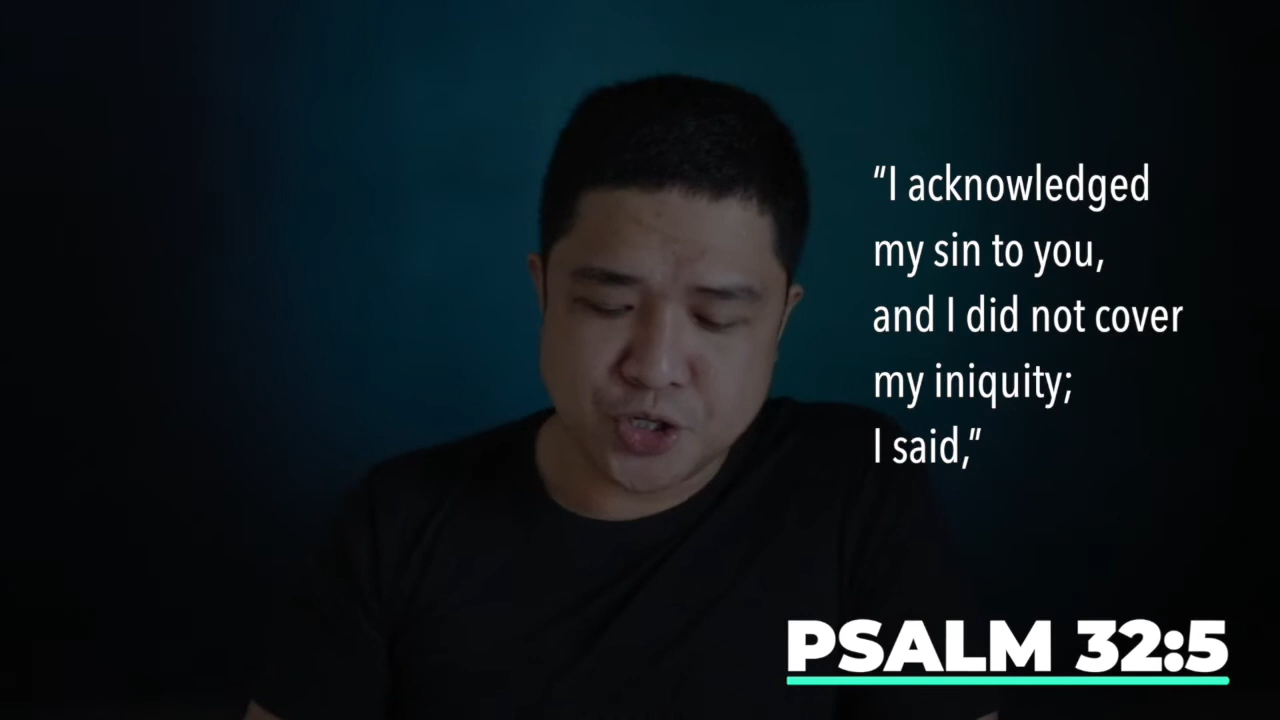 “I acknowledged
my sin to you,
and I did not cover
my iniquity;
I said,”
PSALM 32:5